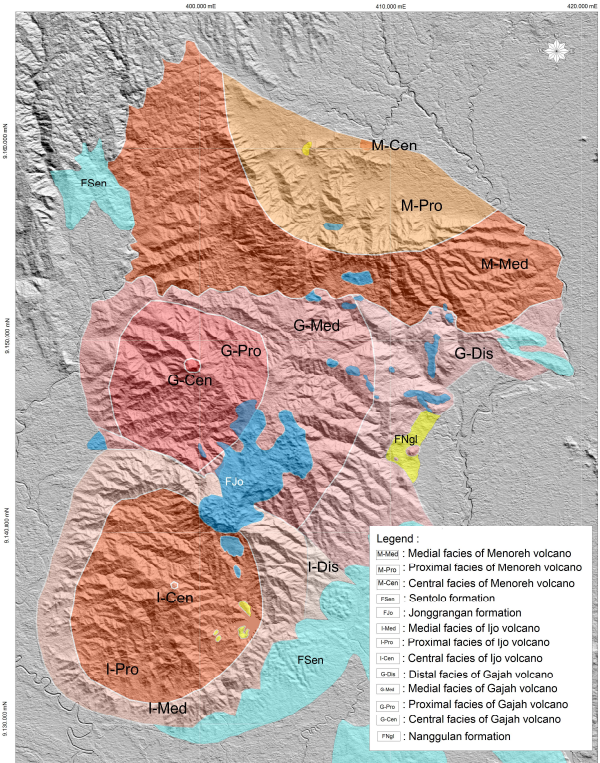 400.000 mE
410.000 mE
420.000 mE
9.160.000 mN
M-Cen
FSen
M-Pro
M-Med
G-Med
9.150.000 mN
G-Pro
G-Dis
G-Cen
FNgl
FJo
9.140.000 mN
I-Dis
I-Cen
FSen
I-Pro
I-Med
9.130.000 mN
Legend :
M-Med : Medial facies of Menoreh volcano
M-Pro : Proximal facies of Menoreh volcano
M-Cen : Central facies of Menoreh volcano
FSen : Sentolo formation
FJo : Jonggrangan formation
I-Med : Medial facies of Ijo volcano
I-Pro : Proximal facies of Ijo volcano
I-Cen : Central facies of Ijo volcano
G-Dis : Distal facies of Gajah volcano
G-Med : Medial facies of Gajah volcano
G-Pro : Proximal facies of Gajah volcano
G-Cen : Central facies of Gajah volcano
FNgl : Nanggulan formation